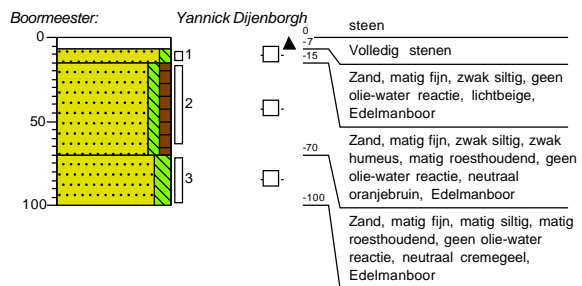 Boormeester: Yannick Dijenborgh
0
50
100
1
2
3
0
-7
-15
-70
-100
steen
Volledig stenen
Zand, matig fijn, zwak siltig, geen
olie-water reactie, lichtbeige,
Edelmanboor
Zand, matig fijn, zwak siltig, zwak
humeus, matig roesthoudend, geen
olie-water reactie, neutraal
oranjebruin, Edelmanboor
Zand, matig fijn, matig siltig, matig
roesthoudend, geen olie-water
reactie, neutraal cremegeel,
Edelmanboor